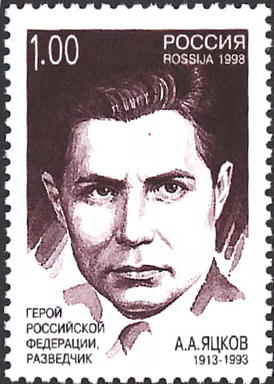 1.00
РОССИЯ
ROSSIJA 1998
ГЕРОЙ
РОССИЙСКОЙ
ФЕДЕРАЦИИ,
РАЗВЕДЧИК
А.А.ЯЦКОВ
1913-1993